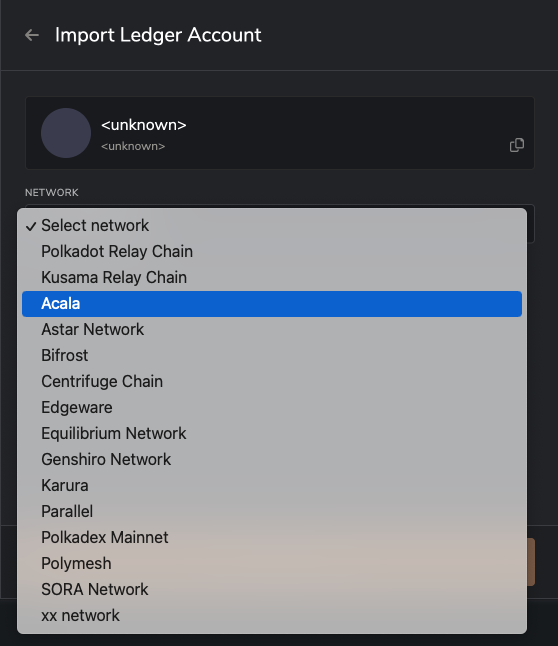 Import Ledger Account
<unknown>
<unknown>
NETWORK
Select network
Polkadot Relay Chain
Kusama Relay Chain
Acala
Astar Network
Bifrost
Centrifuge Chain
Edgeware
Equilibrium Network
Genshiro Network
Karura
Parallel
Polkadex Mainnet
Polymesh
SORA Network
xx network